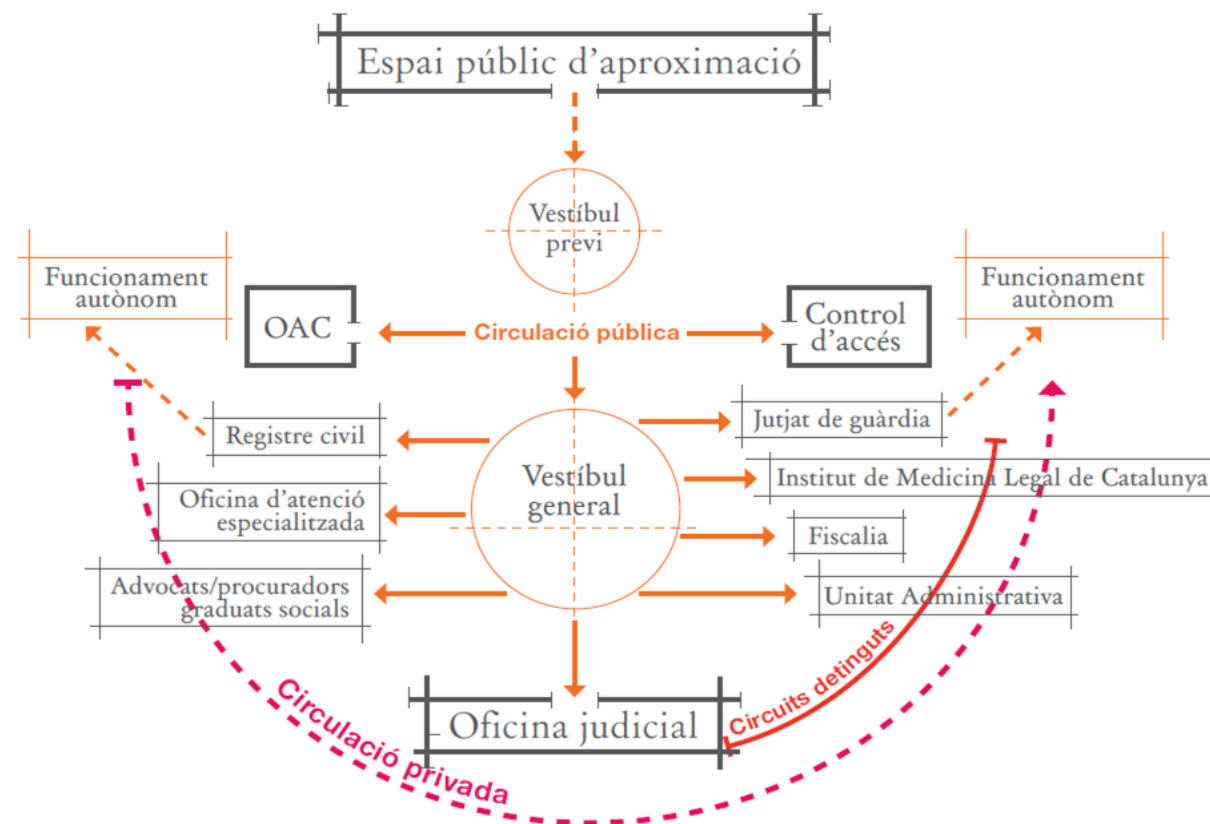 Espai públic d’aproximació
Vestíbul
previ
Funcionament
autònom
OAC
Circulació pública
Control
d’accés
Funcionament
autònom
Registre civil
Jutjat de guàrdia
Vestíbul
general
Institut de Medicina Legal de Catalunya
Oficina d’atenció
especialitzada
Fiscalia
Advocats/procuradors
graduats socials
Unitat Administrativa
Circuits detinguts
Oficina judicial
Circulació privada